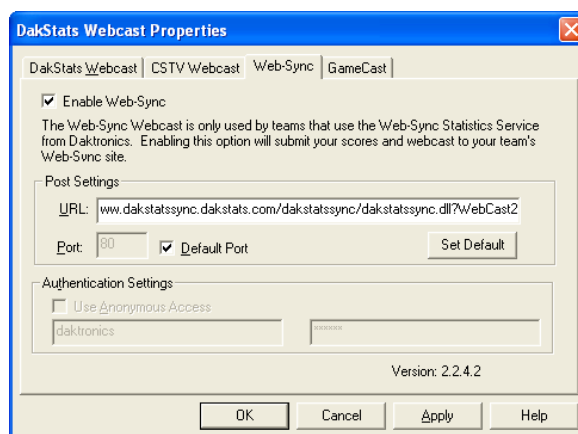 DakStats Webcast Properties
DakStats Webcast CSTV Webcast Web-Sync GameCast
Enable Web-Sync
The Web-Sync Webcast is only used by teams that use the Web-Sync Statistics Service
from Daktronics. Enabling this option will submit your scores and webcast to your team's
Web-Sync site.
Post Settings
URL: ww.dakstatssync.dakstats.com/dakstatssync/dakstatssync.dll?WebCast2
Port: 80 Default Port Set Default
Authentication Settings
Use Anonymous Access
daktronics ******
Version: 2.2.4.2
OK Cancel Apply Help